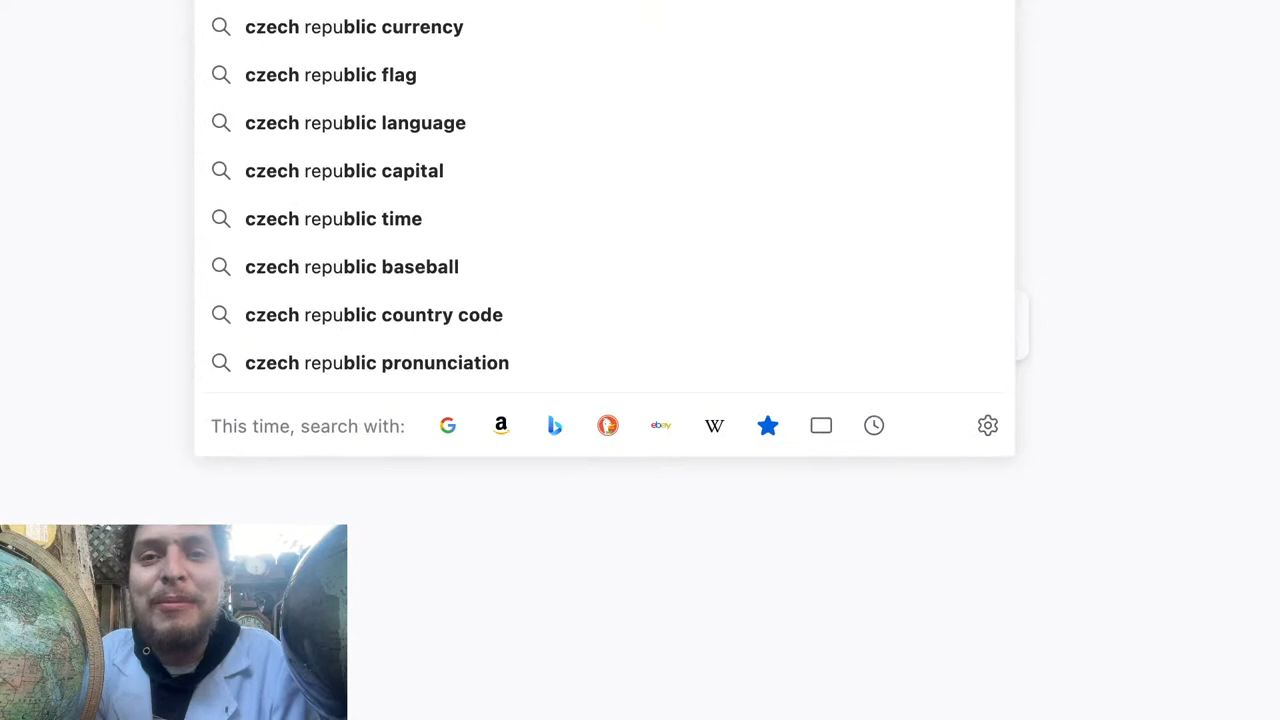 czech republic currency
czech republic flag
czech republic language
czech republic capital
czech republic time
czech republic baseball
czech republic country code
czech republic pronunciation
This time, search with: G a b ebay W